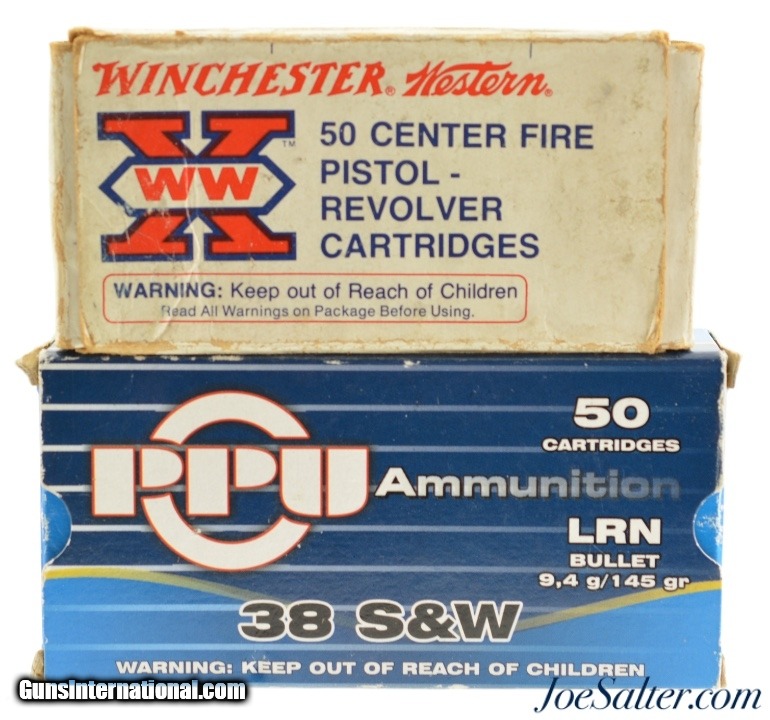 WINCHESTER® Western®
X
WW
™
50 CENTER FIRE
PISTOL -
REVOLVER
CARTRIDGES
WARNING: Keep out of Reach of Children
Read All Warnings on Package Before Using.
PPU Ammunition
50
CARTRIDGES
LRN
BULLET
9,4 g/145 gr
38 S&W
WARNING: KEEP OUT OF REACH OF CHILDREN
GunsInternational.com
JoeSalter.com